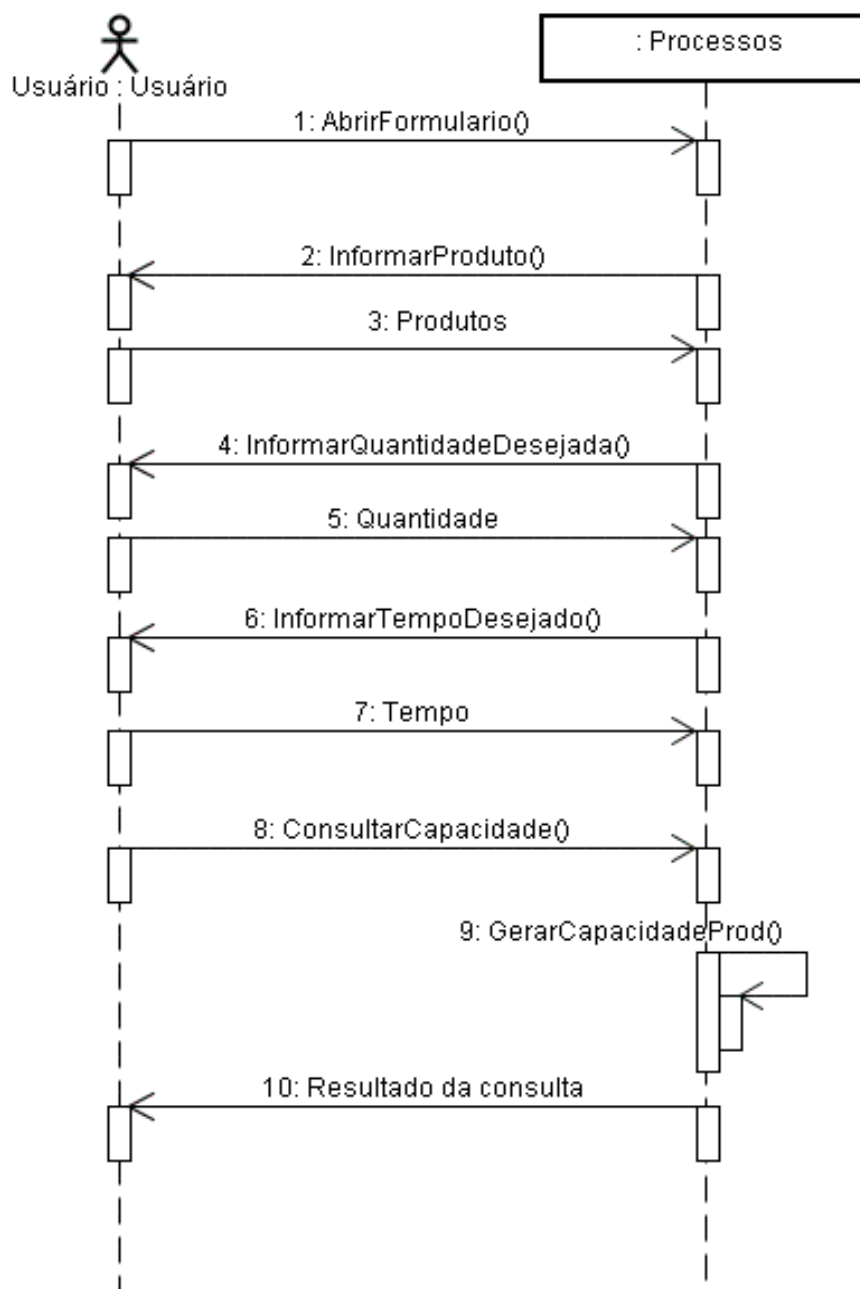 : Processos
Usuário : Usuário
1: AbrirFormulario()
2: InformarProduto()
3: Produtos
4: InformarQuantidadeDesejada()
5: Quantidade
6: InformarTempoDesejado()
7: Tempo
8: ConsultarCapacidade()
9: GerarCapacidadeProd()
10: Resultado da consulta